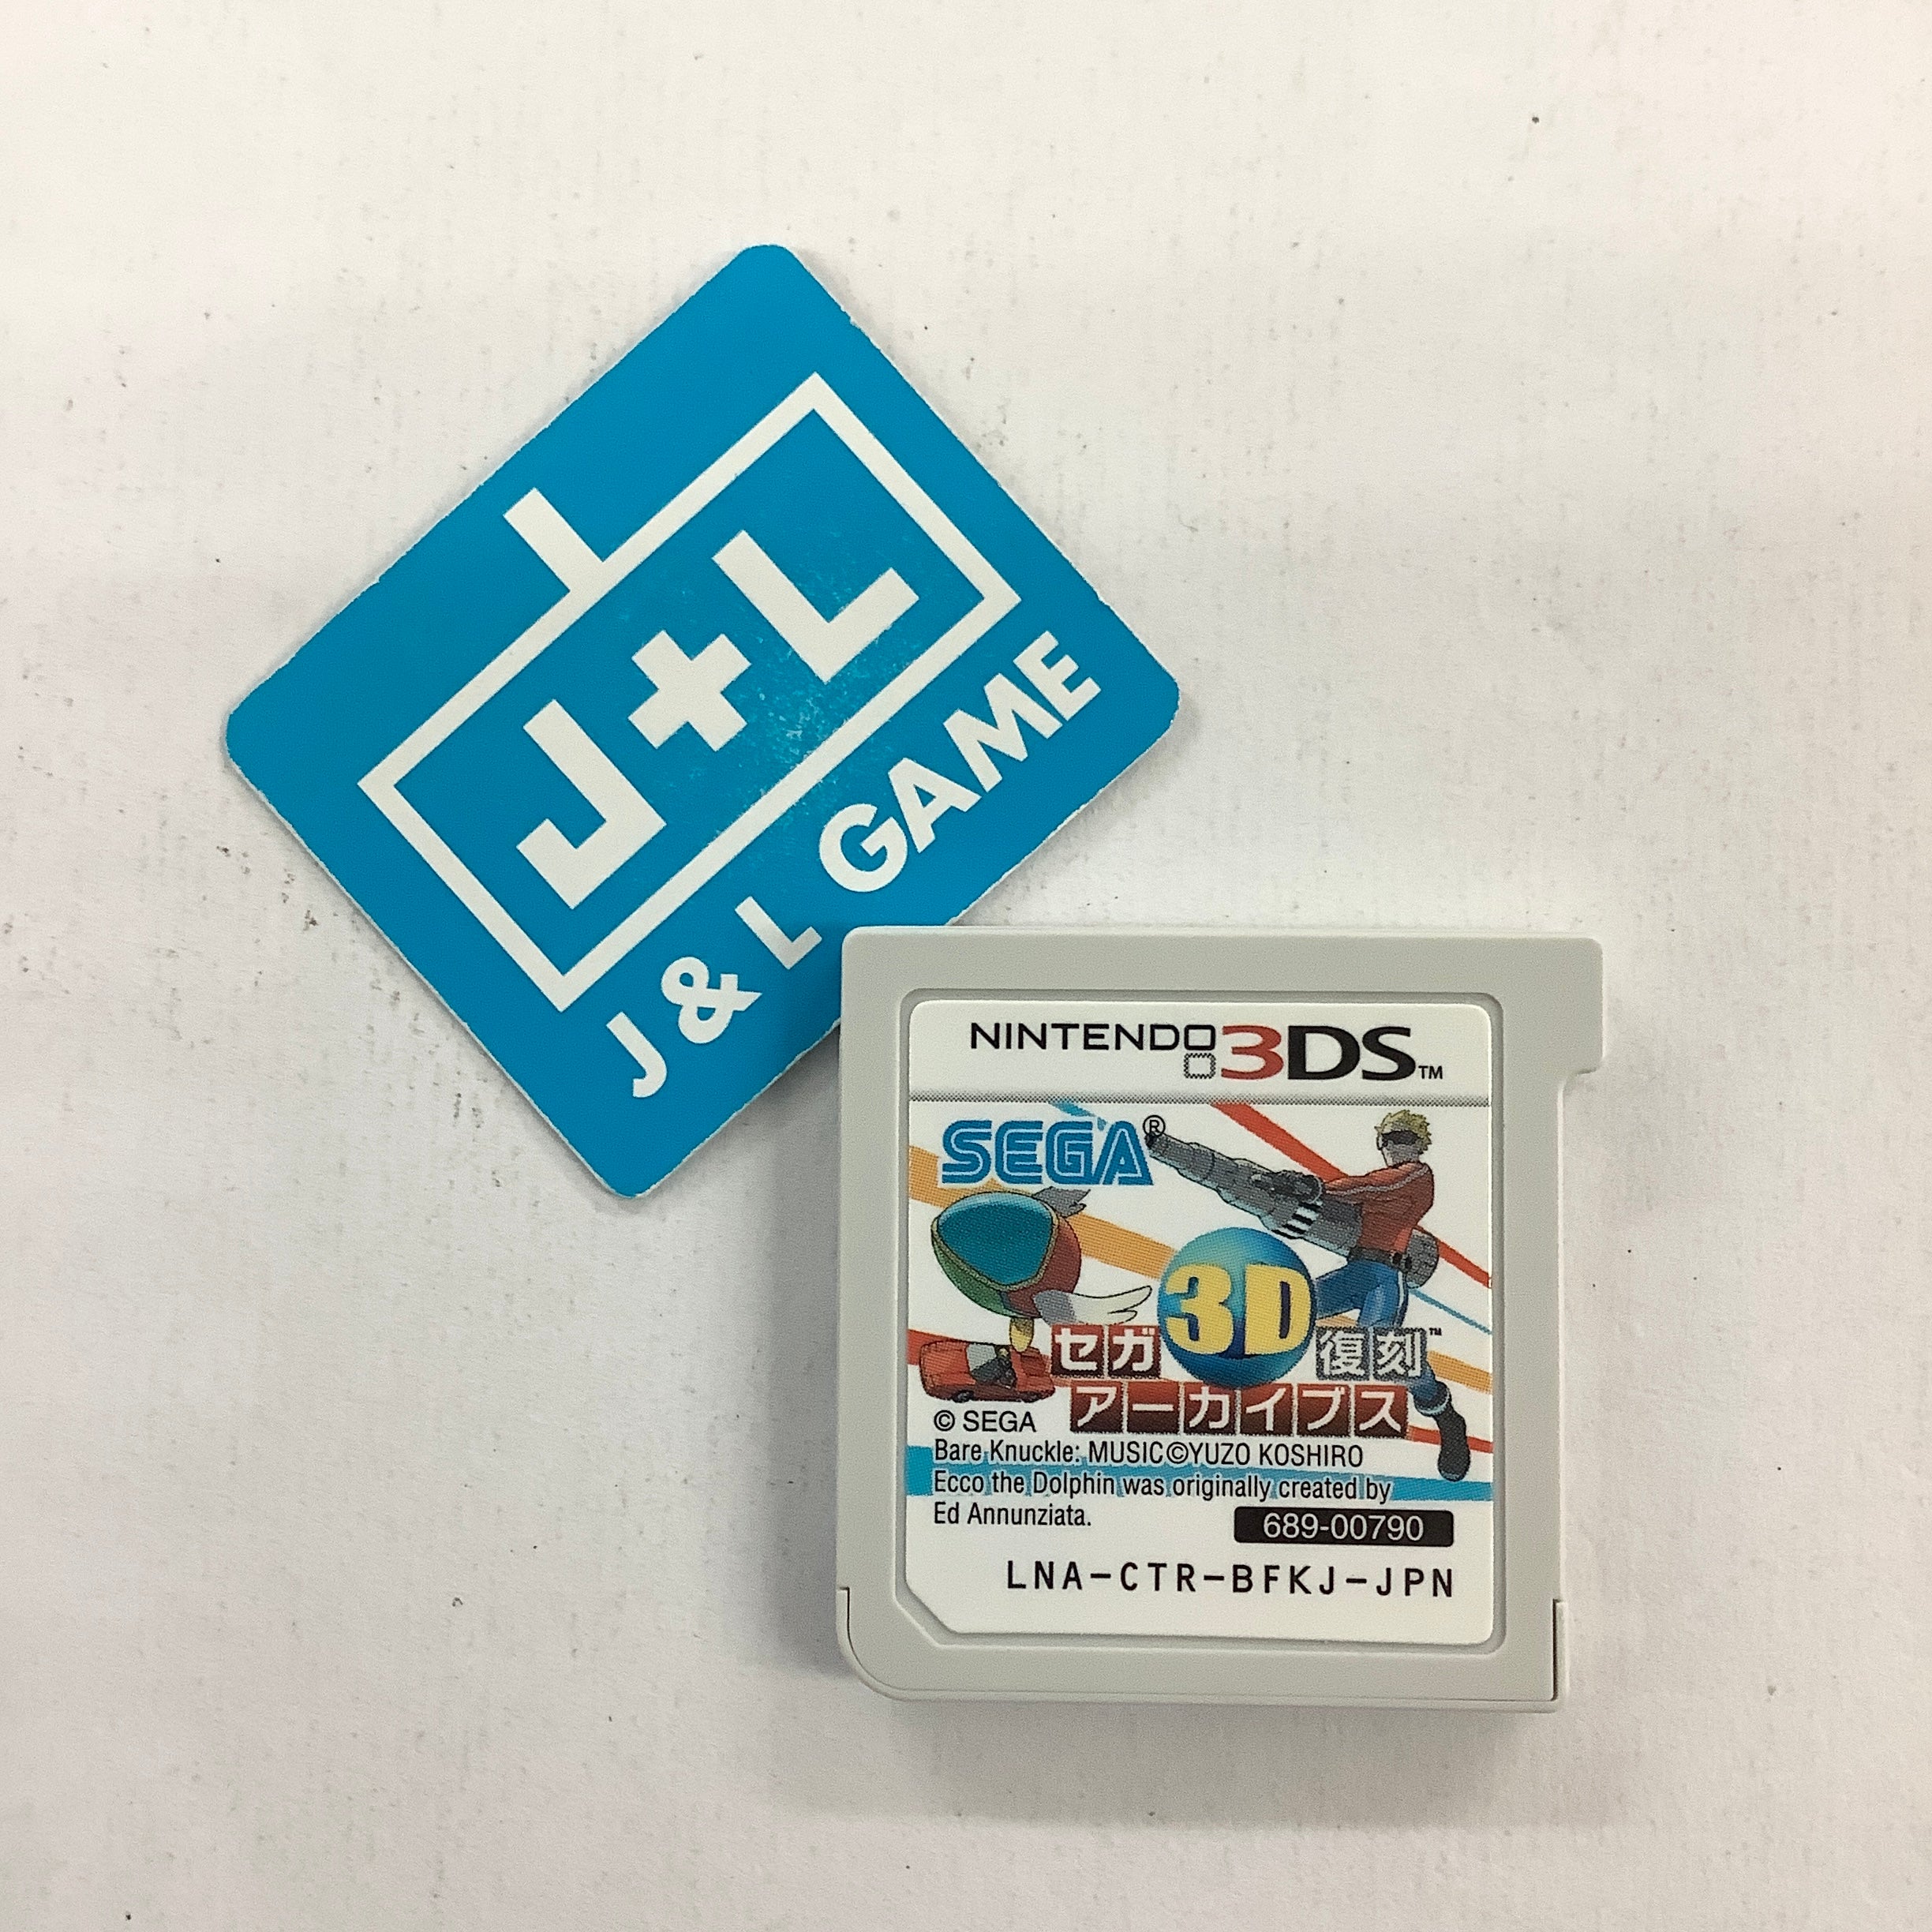 J+L
J & L GAME
NINTENDO 3DS™
SEGA®
セガ 3D 復刻™
アーカイブス
© SEGA
Bare Knuckle: MUSIC©YUZO KOSHIRO
Ecco the Dolphin was originally created by
Ed Annunziata.
689-00790
LNA-CTR-BFKJ-JPN